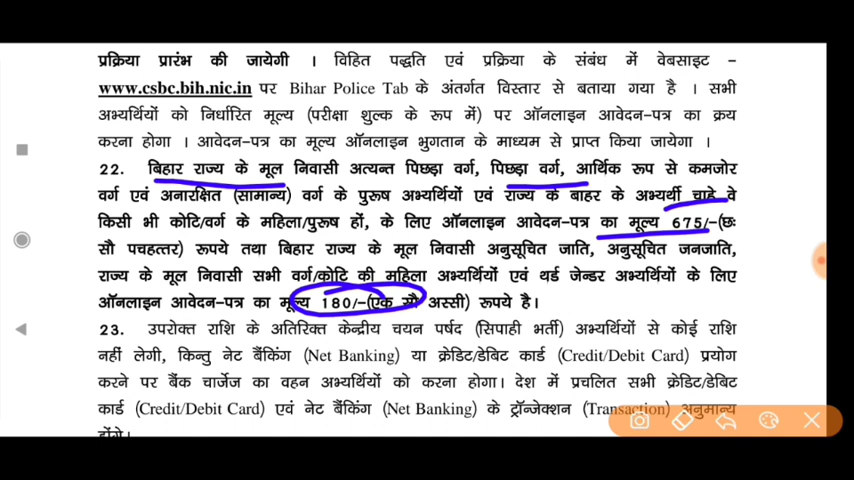 प्रक्रिया प्रारंभ की जायेगी । विहित पद्धति एवं प्रक्रिया के संबंध में वेबसाइट –
www.csbc.bih.nic.in पर Bihar Police Tab के अंतर्गत विस्तार से बताया गया है । सभी
अभ्यर्थियों को निर्धारित मूल्य (परीक्षा शुल्क के रूप में) पर ऑनलाइन आवेदन–पत्र का क्रय
करना होगा । आवेदन–पत्र का मूल्य ऑनलाइन भुगतान के माध्यम से प्राप्त किया जायेगा ।
22. बिहार राज्य के मूल निवासी अत्यन्त पिछड़ा वर्ग, पिछड़ा वर्ग, आर्थिक रूप से कमजोर
वर्ग एवं अनारक्षित (सामान्य) वर्ग के पुरूष अभ्यर्थियों एवं राज्य के बाहर के अभ्यर्थी चाहे वे
किसी भी कोटि/वर्ग के महिला/पुरूष हों, के लिए ऑनलाइन आवेदन–पत्र का मूल्य 675/–(छः
सौ पचहत्तर) रूपये तथा बिहार राज्य के मूल निवासी अनुसूचित जाति, अनुसूचित जनजाति,
राज्य के मूल निवासी सभी वर्ग/कोटि की महिला अभ्यर्थियों एवं थर्ड जेन्डर अभ्यर्थियों के लिए
ऑनलाइन आवेदन–पत्र का मूल्य 180/–(एक सौ अस्सी) रूपये है।
23. उपरोक्त राशि के अतिरिक्त केन्द्रीय चयन पर्षद (सिपाही भर्ती) अभ्यर्थियों से कोई राशि
नहीं लेगी, किन्तु नेट बैंकिंग (Net Banking) या क्रेडिट/डेबिट कार्ड (Credit/Debit Card) प्रयोग
करने पर बैंक चार्जेज का वहन अभ्यर्थियों को करना होगा। देश में प्रचलित सभी क्रेडिट/डेबिट
कार्ड (Credit/Debit Card) एवं नेट बैंकिंग (Net Banking) के ट्रॉन्जेक्शन (Transaction) अनुमान्य
होंगे।